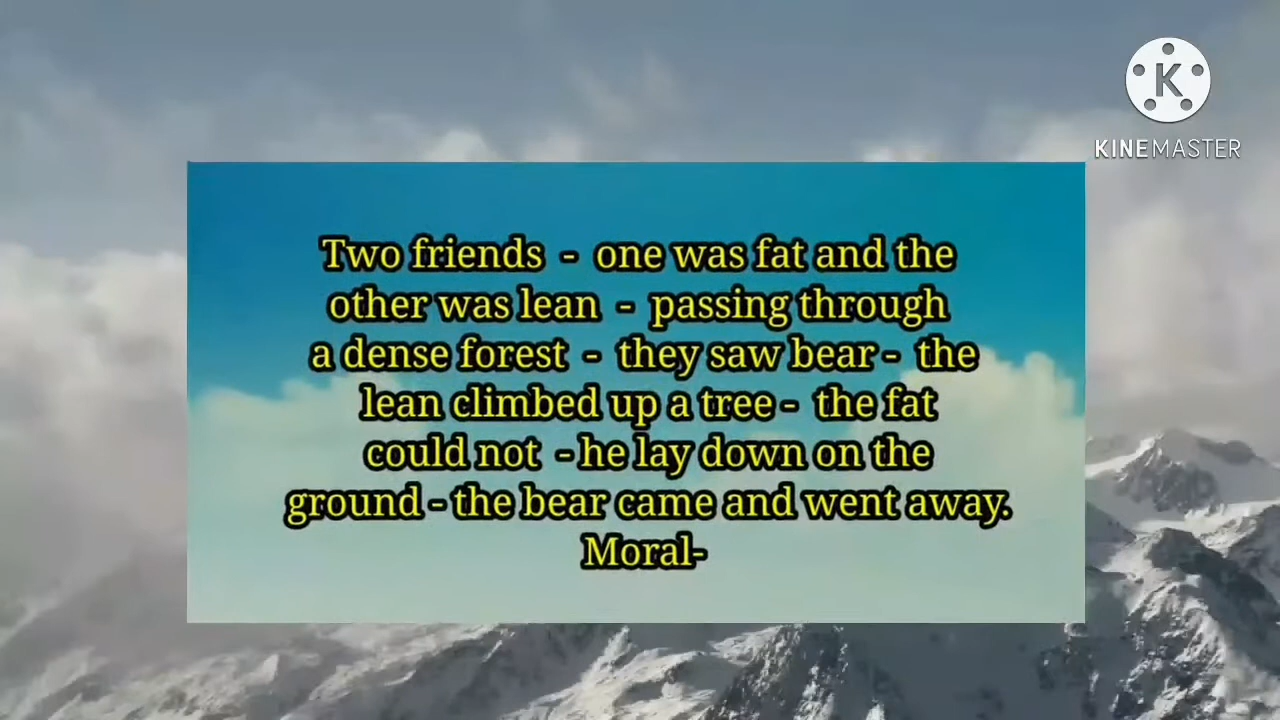 K
KINEMASTER
Two friends - one was fat and the
other was lean - passing through
a dense forest - they saw bear - the
lean climbed up a tree - the fat
could not - he lay down on the
ground - the bear came and went away.
Moral-